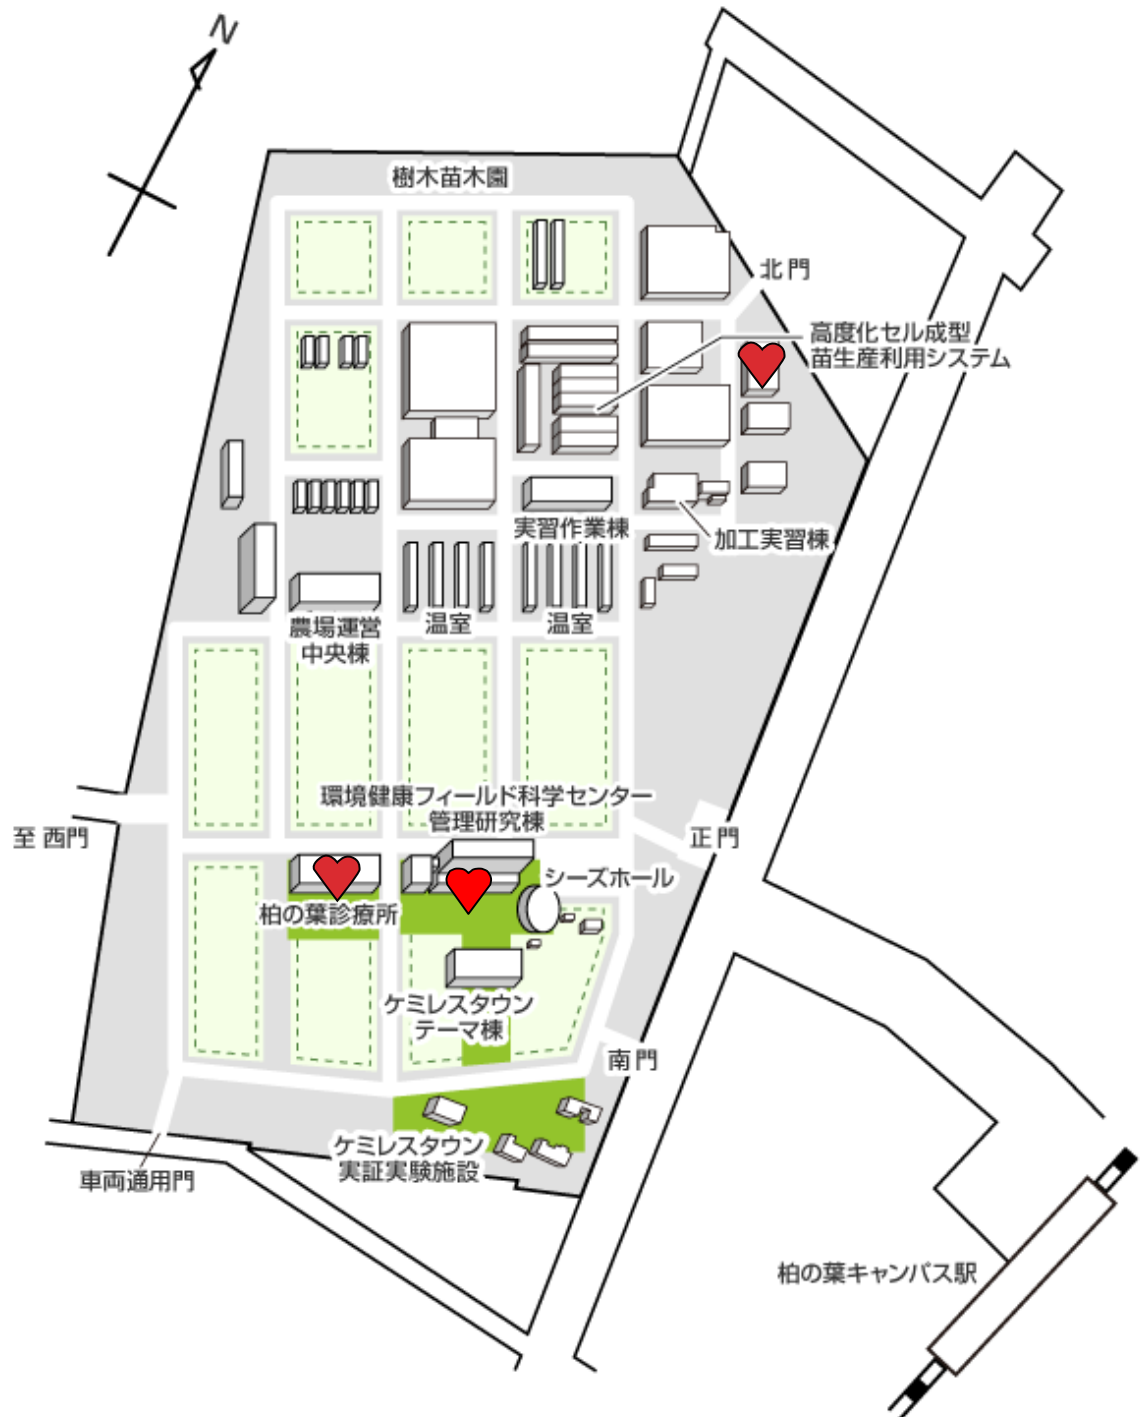 N
樹木苗木園
北門
高度化セル成型
苗生産利用システム
実習作業棟
加工実習棟
農場運営
中央棟
温室
温室
環境健康フィールド科学センター
管理研究棟
至 西門
正門
シーズホール
柏の葉診療所
ケミレスタウン
テーマ棟
南門
ケミレスタウン
実証実験施設
車両通用門
柏の葉キャンパス駅